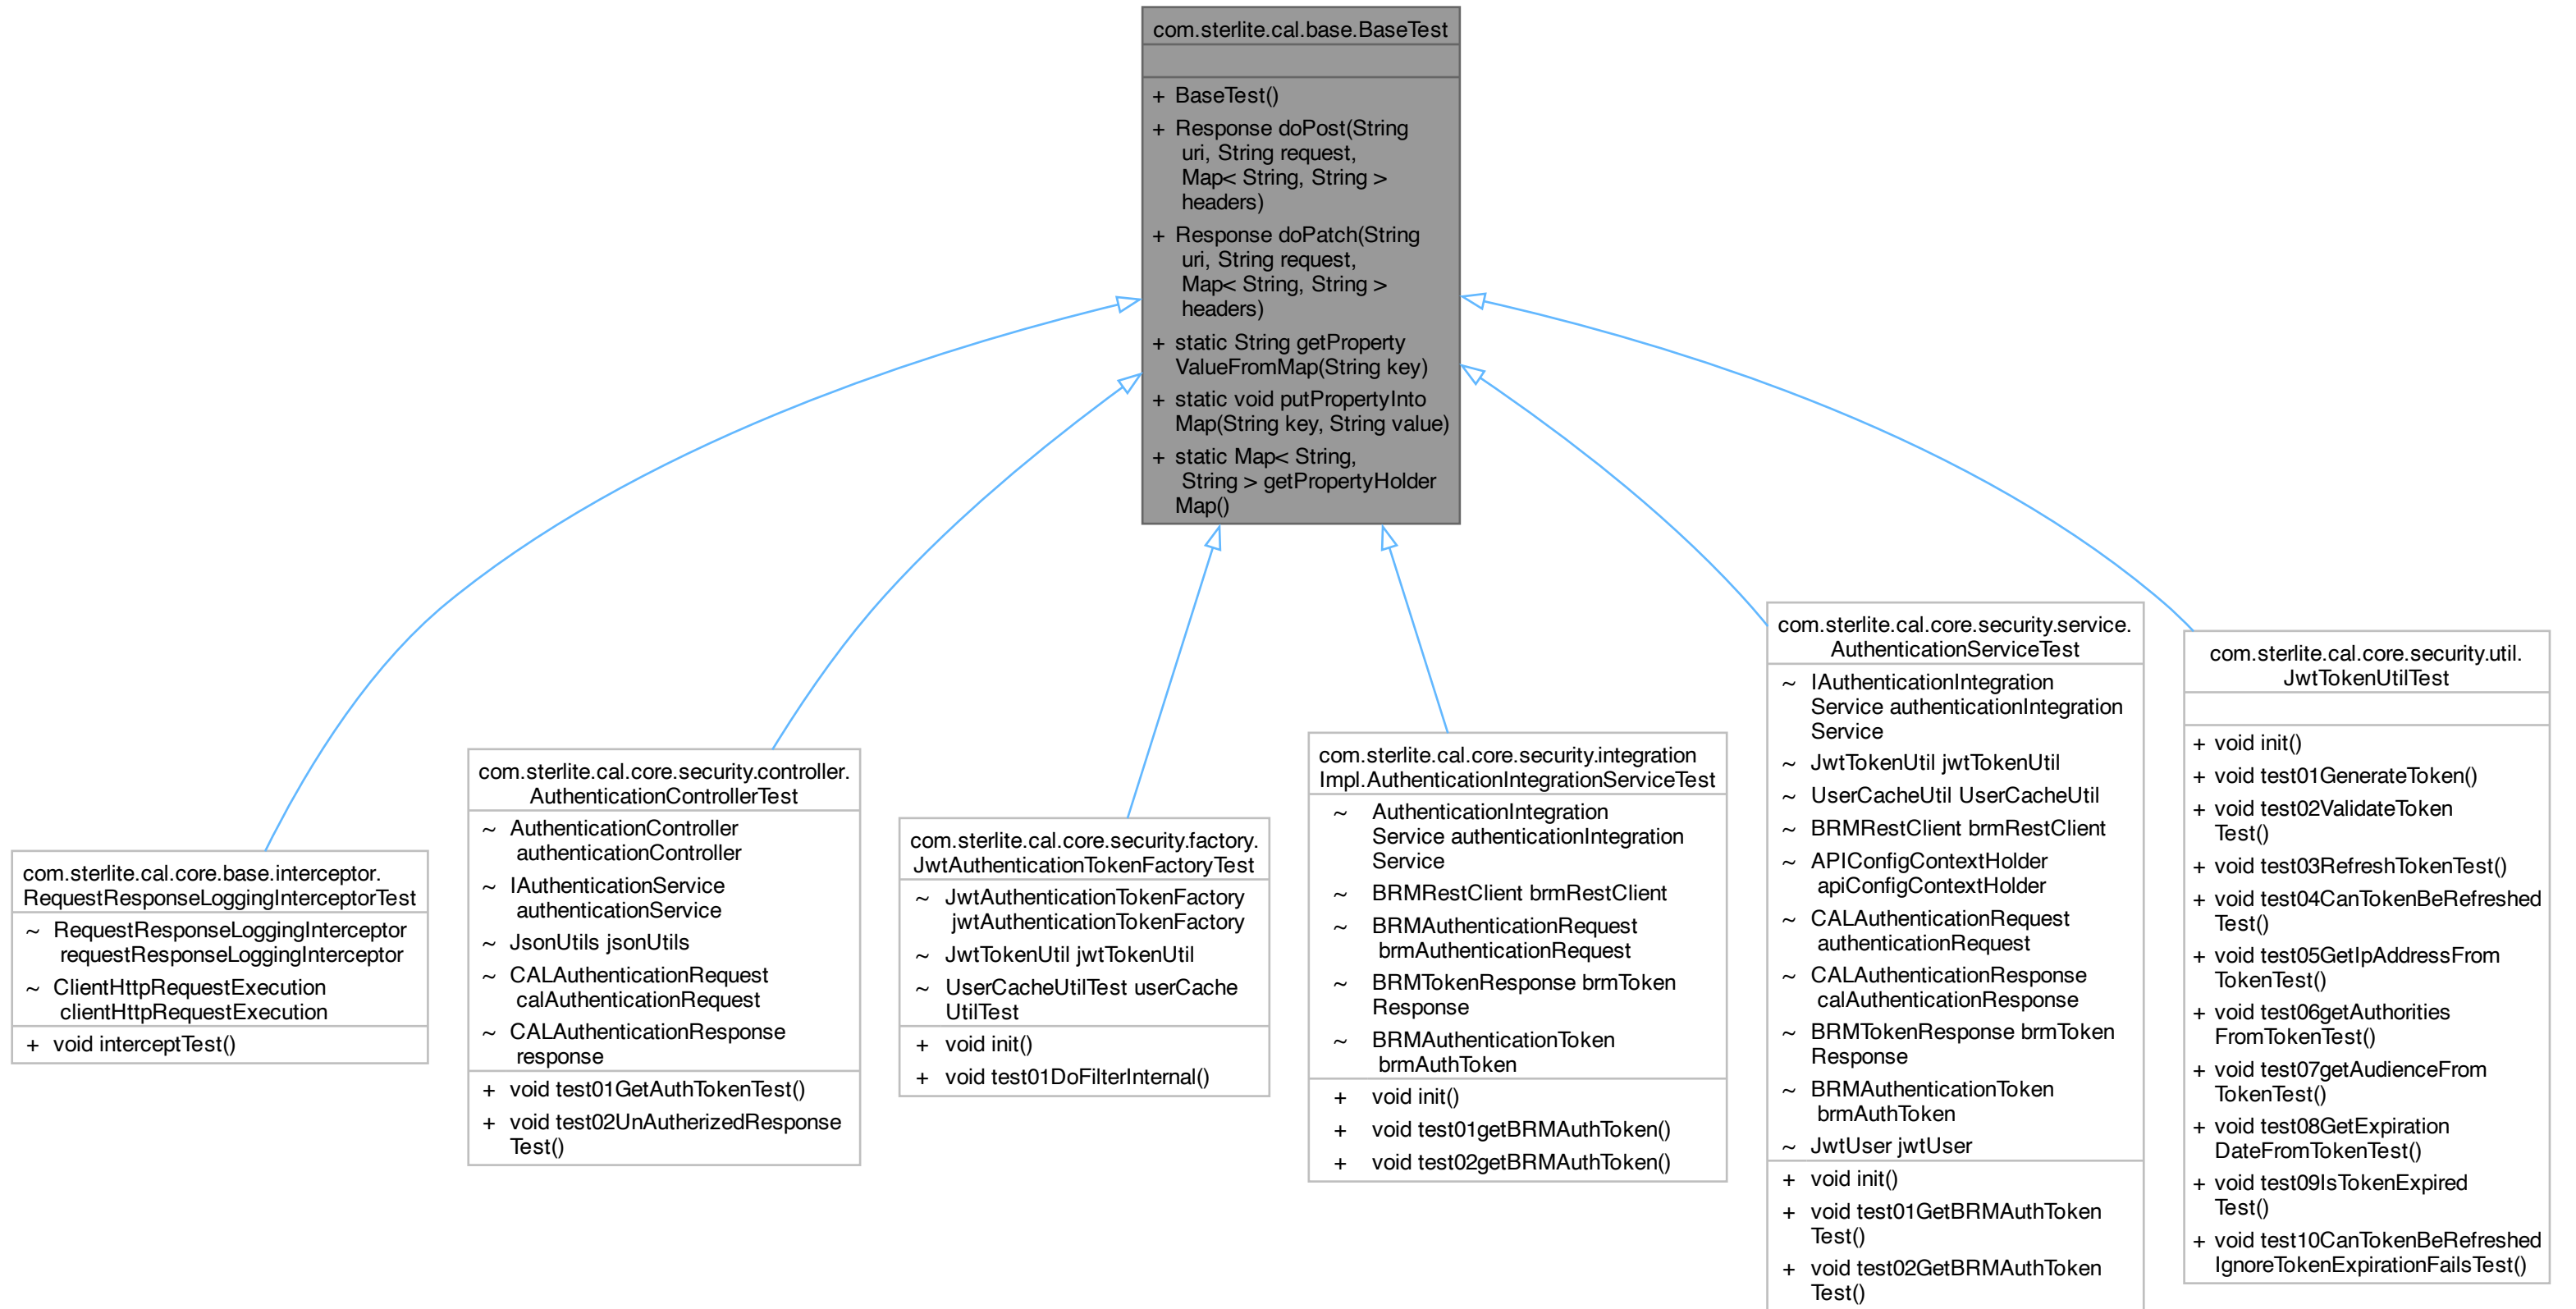 com.sterlite.cal.base.BaseTest
+ BaseTest()
+ Response doPost(String
uri, String request,
Map< String, String >
headers)
+ Response doPatch(String
uri, String request,
Map< String, String >
headers)
+ static String getProperty
ValueFromMap(String key)
+ static void putPropertyInto
Map(String key, String value)
+ static Map< String,
String > getPropertyHolder
Map()
com.sterlite.cal.core.base.interceptor.
RequestResponseLoggingInterceptorTest
~ RequestResponseLoggingInterceptor
requestResponseLoggingInterceptor
~ ClientHttpRequestExecution
clientHttpRequestExecution
+ void interceptTest()
com.sterlite.cal.core.security.controller.
AuthenticationControllerTest
~ AuthenticationController
authenticationController
~ IAuthenticationService
authenticationService
~ JsonUtils jsonUtils
~ CALAuthenticationRequest
calAuthenticationRequest
~ CALAuthenticationResponse
response
+ void test01GetAuthTokenTest()
+ void test02UnAutherizedResponse
Test()
com.sterlite.cal.core.security.factory.
JwtAuthenticationTokenFactoryTest
~ JwtAuthenticationTokenFactory
jwtAuthenticationTokenFactory
~ JwtTokenUtil jwtTokenUtil
~ UserCacheUtilTest userCache
UtilTest
+ void init()
+ void test01DoFilterInternal()
com.sterlite.cal.core.security.integration
Impl.AuthenticationIntegrationServiceTest
~ AuthenticationIntegration
Service authenticationIntegration
Service
~ BRMRestClient brmRestClient
~ BRMAuthenticationRequest
brmAuthenticationRequest
~ BRMTokenResponse brmToken
Response
~ BRMAuthenticationToken
brmAuthToken
+ void init()
+ void test01getBRMAuthToken()
+ void test02getBRMAuthToken()
com.sterlite.cal.core.security.service.
AuthenticationServiceTest
~ IAuthenticationIntegration
Service authenticationIntegration
Service
~ JwtTokenUtil jwtTokenUtil
~ UserCacheUtil UserCacheUtil
~ BRMRestClient brmRestClient
~ APIConfigContextHolder
apiConfigContextHolder
~ CALAuthenticationRequest
authenticationRequest
~ CALAuthenticationResponse
calAuthenticationResponse
~ BRMTokenResponse brmToken
Response
~ BRMAuthenticationToken
brmAuthToken
~ JwtUser jwtUser
+ void init()
+ void test01GetBRMAuthToken
Test()
+ void test02GetBRMAuthToken
Test()
com.sterlite.cal.core.security.util.
JwtTokenUtilTest
+ void init()
+ void test01GenerateToken()
+ void test02ValidateToken
Test()
+ void test03RefreshTokenTest()
+ void test04CanTokenBeRefreshed
Test()
+ void test05GetIpAddressFrom
TokenTest()
+ void test06getAuthorities
FromTokenTest()
+ void test07getAudienceFrom
TokenTest()
+ void test08GetExpiration
DateFromTokenTest()
+ void test09IsTokenExpired
Test()
+ void test10CanTokenBeRefreshed
IgnoreTokenExpirationFailsTest()